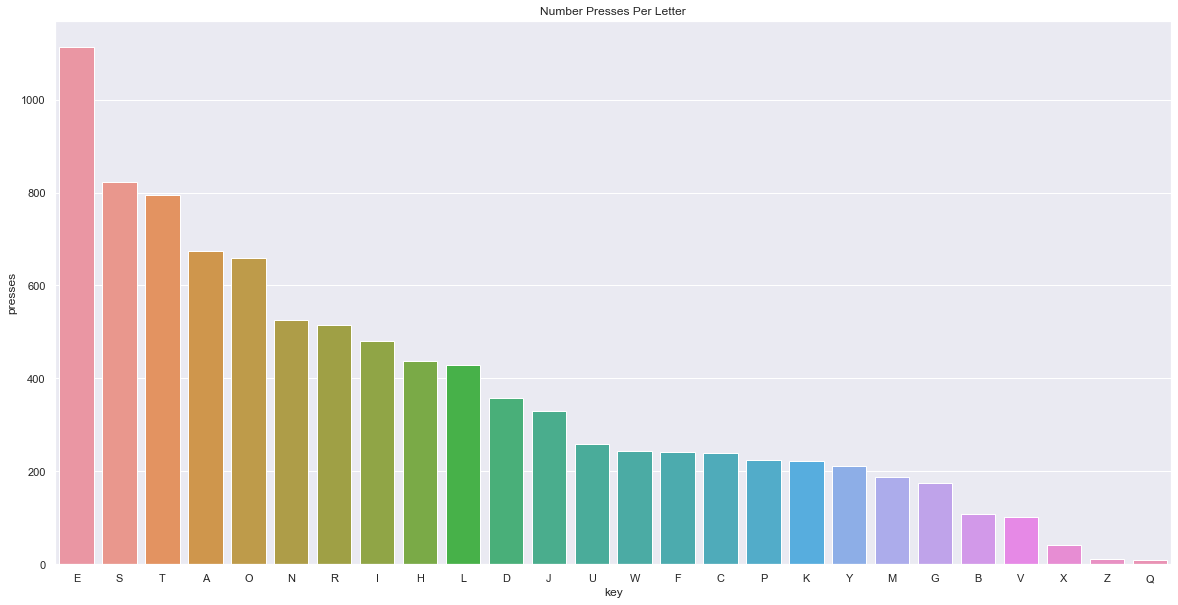 Number Presses Per Letter
1000
800
600
400
200
0
presses
E S T A O N R I H L D J U W F C P K Y M G B V X Z Q
key